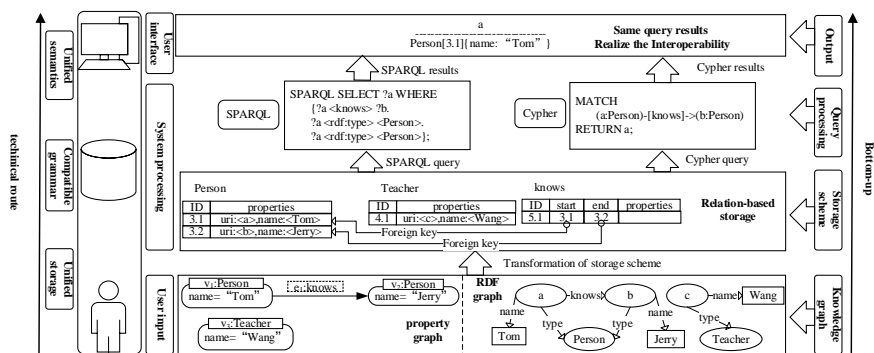 technical route
Unified semantics
Compatible grammar
Unified storage
User interface
System processing
User input
a
Person[3.1]{name: “Tom” }
Same query results
Realize the Interoperability
SPARQL results
Cypher results
SPARQL
SPARQL SELECT ?a WHERE
{?a <knows> ?b.
?a <rdf:type> <Person>.
?a <rdf:type> <Person>};
Cypher
MATCH
(a:Person)-[knows]->(b:Person)
RETURN a;
SPARQL query
Cypher query
Person
ID properties
3.1 uri:<a>,name:<Tom>
3.2 uri:<b>,name:<Jerry>
Teacher
ID properties
4.1 uri:<c>,name:<Wang>
knows
ID start end properties
5.1 3.1 3.2
Relation-based storage
Foreign key
Foreign key
Transformation of storage scheme
v₁:Person
name= “Tom”
e₁:knows
v₂:Person
name= “Jerry”
v₃:Teacher
name= “Wang”
property graph
RDF graph
a
knows
b
c
name
Wang
name
type
type
name
type
Tom
Person
Jerry
Teacher
Output
Query processing
Storage scheme
Knowledge graph
Bottom-up